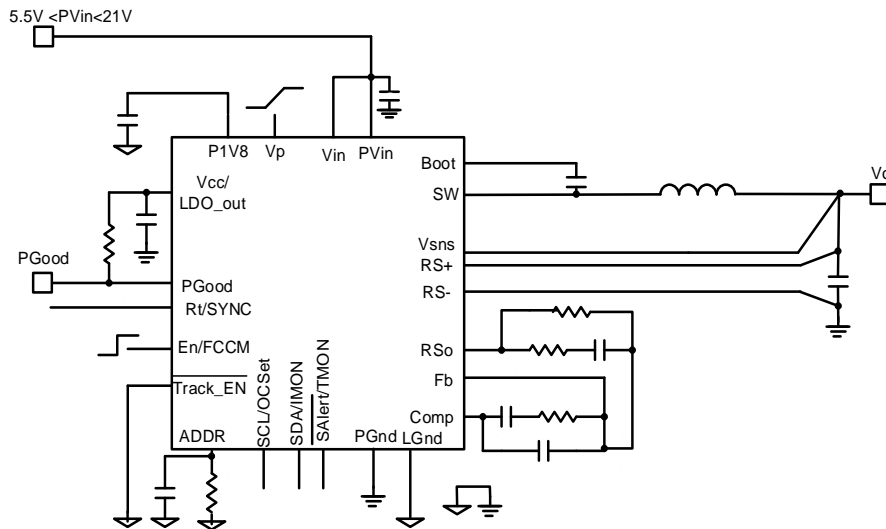 5.5V <PVin<21V
P1V8
Vp
Vin
PVin
Boot
Vcc/
LDO_out
SW
Vsns
PGood
RS+
PGood
RS-
Rt/SYNC
En/FCCM
RSo
Track_EN
Fb
Comp
ADDR
SCL/OCSet
SDA/IMON
SAlert/TMON
PGnd
LGnd